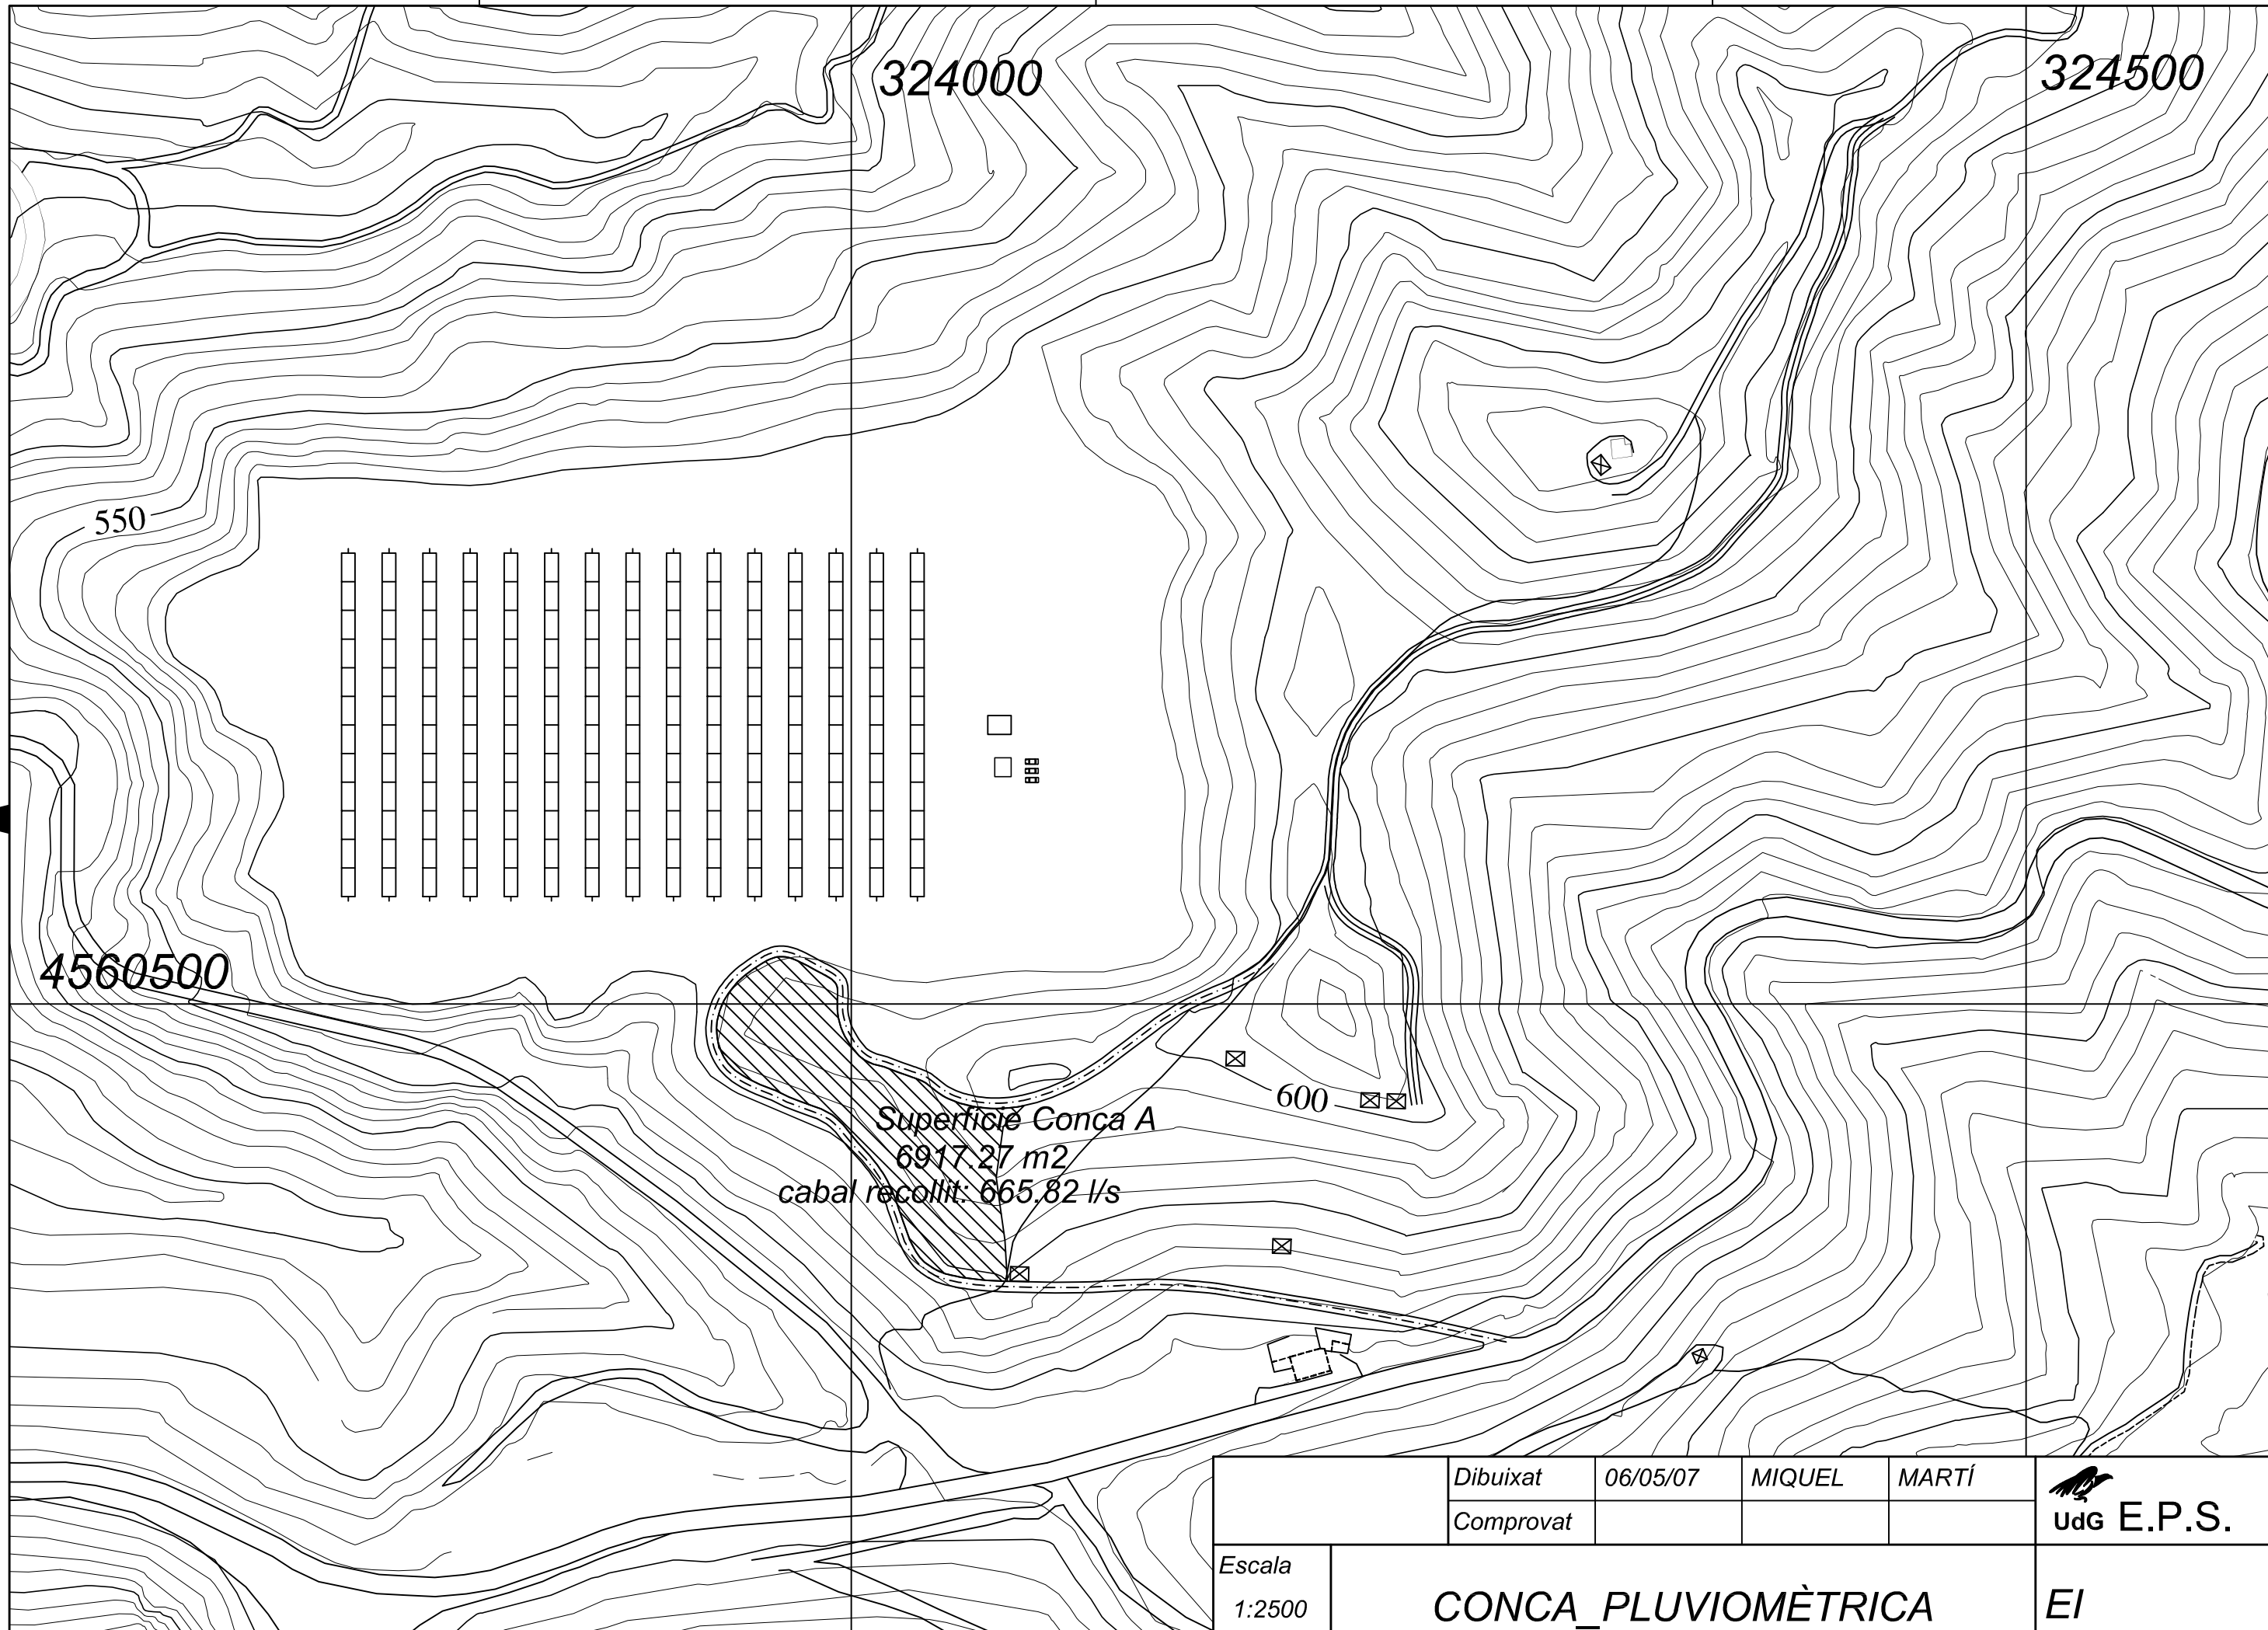 324000
324500
550
4560500
600
Superfície Conca A
6917.27 m2
cabal recollit: 665.82 l/s
Dibuixat 06/05/07 MIQUEL MARTÍ
Comprovat
UdG E.P.S.
Escala
1:2500
CONCA_PLUVIOMÈTRICA
EI